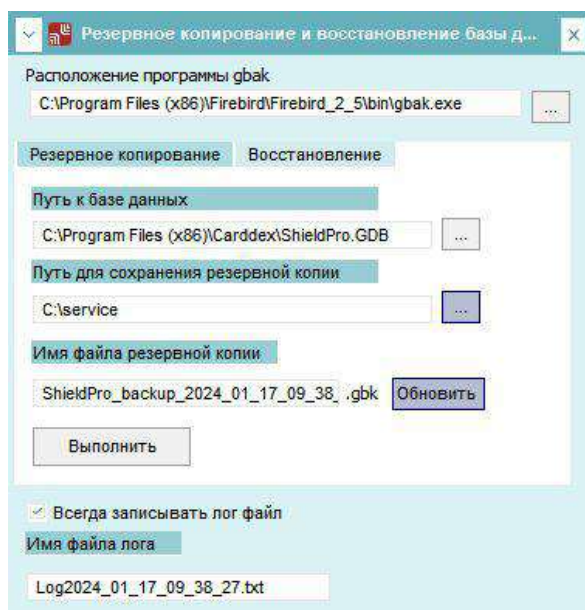 Резервное копирование и восстановление базы д...
Расположение программы gbak
C:\Program Files (x86)\Firebird\Firebird_2_5\bin\gbak.exe ...
Резервное копирование Восстановление
Путь к базе данных
C:\Program Files (x86)\Carddex\ShieldPro.GDB ...
Путь для сохранения резервной копии
C:\service ...
Имя файла резервной копии
ShieldPro_backup_2024_01_17_09_38_ .gbk Обновить
Выполнить
Всегда записывать лог файл
Имя файла лога
Log2024_01_17_09_38_27.txt